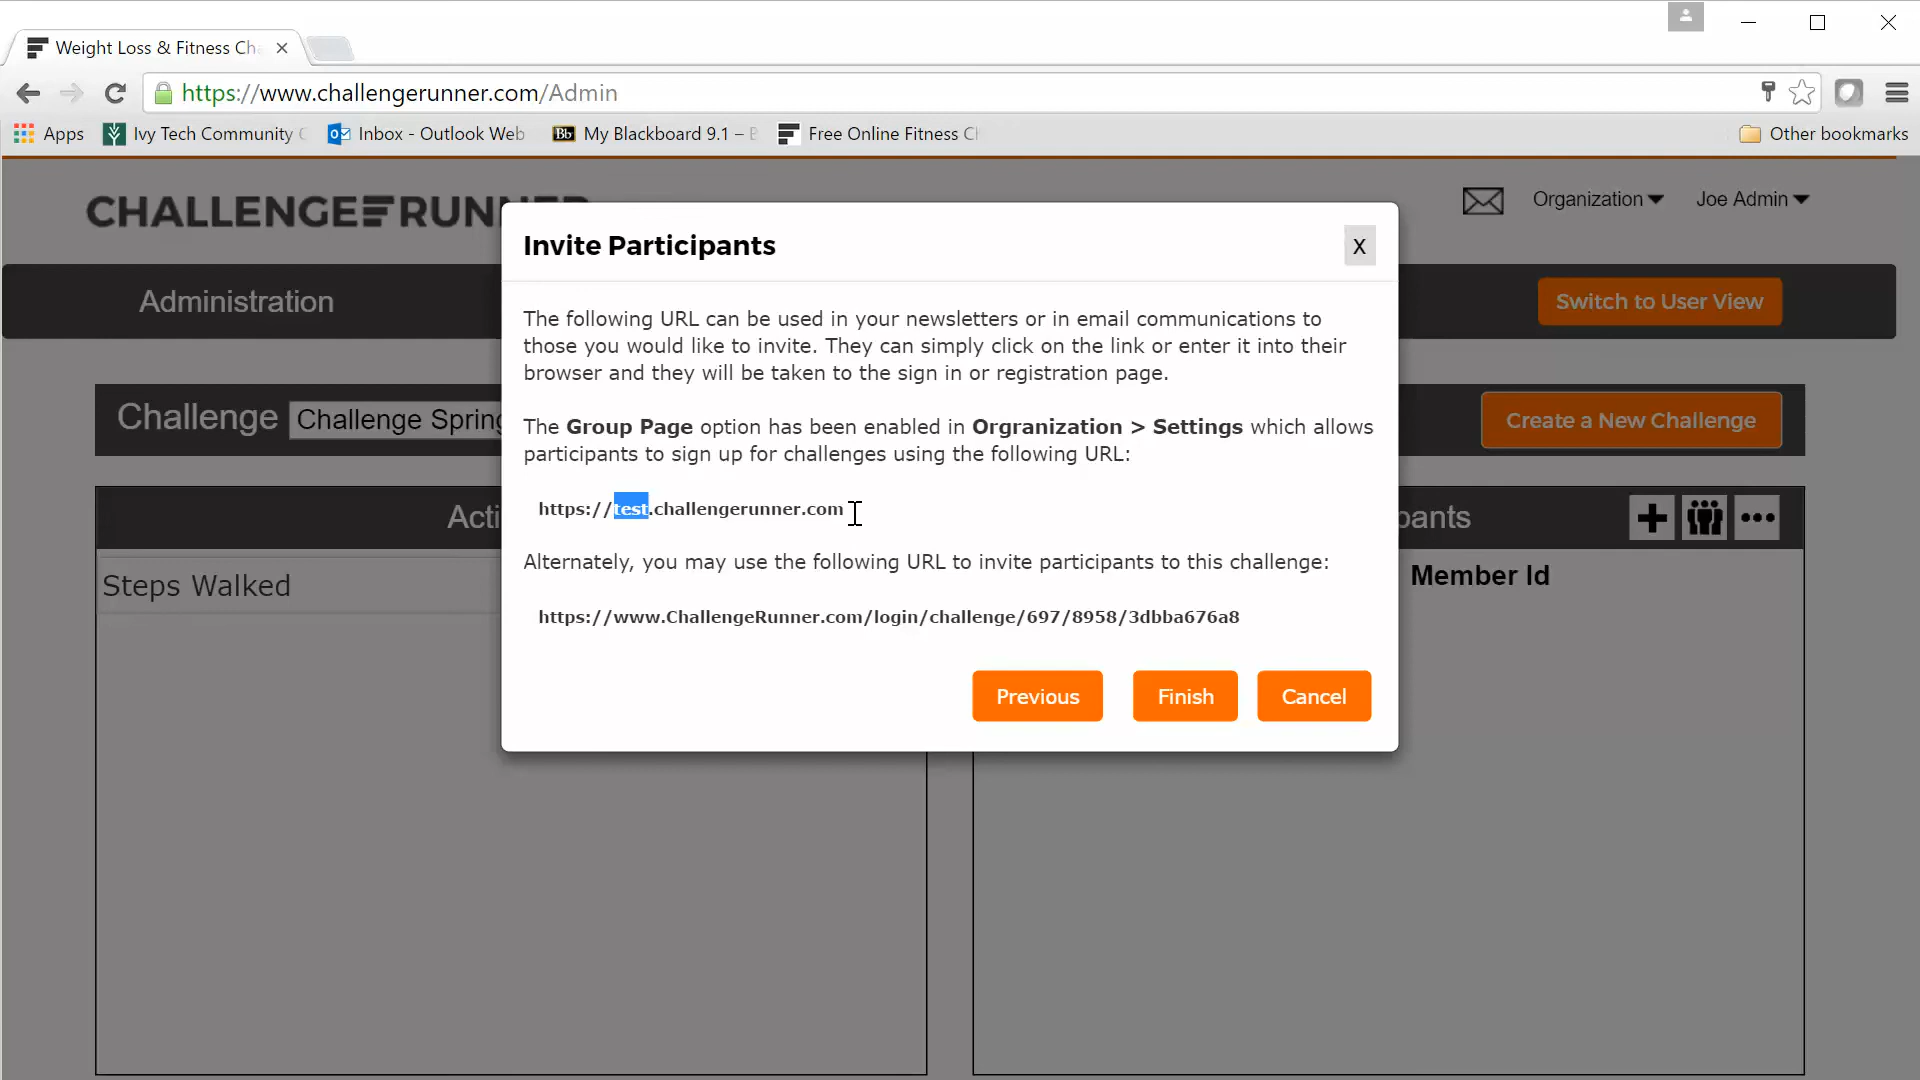 Weight Loss & Fitness Ch
https://www.challengerunner.com/Admin
Apps
Ivy Tech Community
Inbox - Outlook Web
Bb
My Blackboard 9.1 –
Free Online Fitness C
Other bookmarks
CHALLENGE RUNNER
Organization
Joe Admin
Administration
Switch to User View
Challenge
Challenge Spring
Create a New Challenge
Acti
pants
Steps Walked
Member Id
Invite Participants
X
The following URL can be used in your newsletters or in email communications to
those you would like to invite. They can simply click on the link or enter it into their
browser and they will be taken to the sign in or registration page.
The Group Page option has been enabled in Orgranization > Settings which allows
participants to sign up for challenges using the following URL:
https://test.challengerunner.com
Alternately, you may use the following URL to invite participants to this challenge:
https://www.ChallengeRunner.com/login/challenge/697/8958/3dbba676a8
Previous
Finish
Cancel